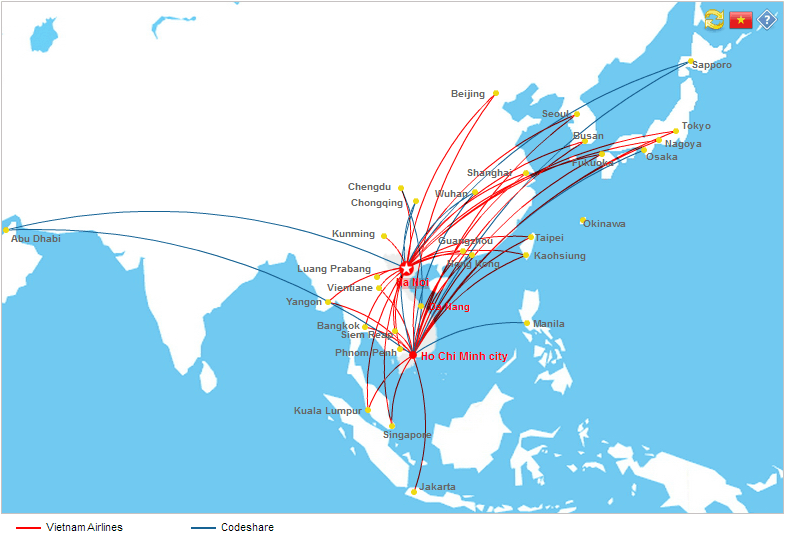 Sapporo
Beijing
Seoul
Tokyo
Busan
Nagoya
Osaka
Fukuoka
Shanghai
Chengdu
Wuhan
Chongqing
Okinawa
Kunming
Taipei
Abu Dhabi
Guangzhou
Kaohsiung
Hong Kong
Luang Prabang
Ha Noi
Vientiane
Yangon
Da Nang
Bangkok
Manila
Siem Reap
Phnom Penh
Ho Chi Minh city
Kuala Lumpur
Singapore
Jakarta
Vietnam Airlines
Codeshare